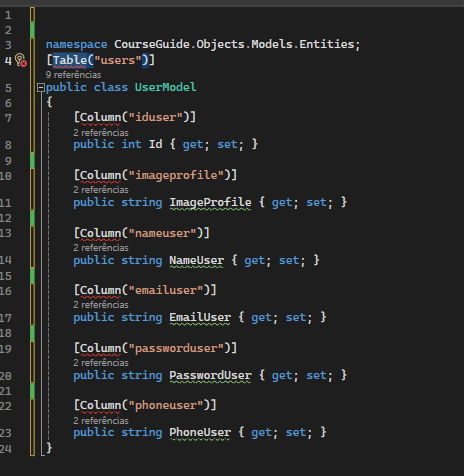 1
2
3 namespace CourseGuide.Objects.Models.Entities;
4 [Table("users")]
9 referências
5 public class UserModel
6 {
7 [Column("iduser")]
2 referências
8 public int Id { get; set; }
9
10 [Column("imageprofile")]
2 referências
11 public string ImageProfile { get; set; }
12
13 [Column("nameuser")]
2 referências
14 public string NameUser { get; set; }
15
16 [Column("emailuser")]
2 referências
17 public string EmailUser { get; set; }
18
19 [Column("passworduser")]
2 referências
20 public string PasswordUser { get; set; }
21
22 [Column("phoneuser")]
2 referências
23 public string PhoneUser { get; set; }
24 }